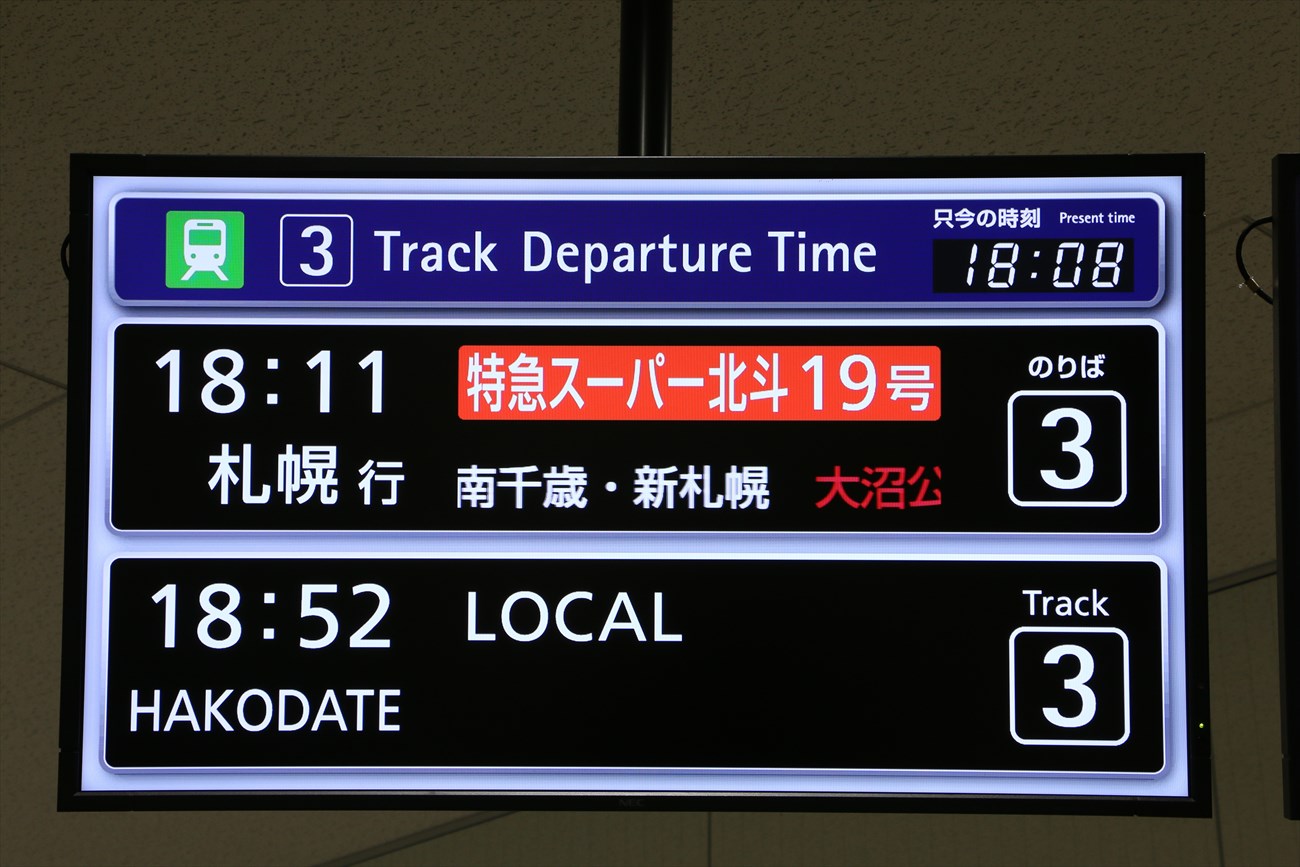 3 Track Departure Time
只今の時刻 Present time
18:08
18:11 特急スーパー北斗19号 のりば
札幌行 南千歳・新札幌 大沼公 3
18:52 LOCAL Track
HAKODATE 3
NEC